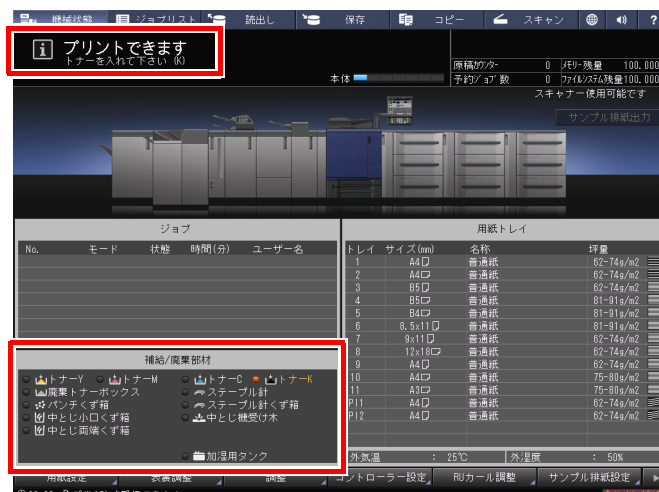 機械状態 ジョブリスト 読出し 保存 コピー スキャン ?
プリントできます
トナーを入れて下さい (K)
本体
原稿カウンター 0 メモリー残量 100.000
予約ジョブ数 0 ファイルシステム残量100.000
スキャナー使用可能です
サンプル排紙出力
ジョブ
No. モード 状態 時間(分) ユーザー名
用紙トレイ
トレイ サイズ(mm) 名称 坪量
1 A4 普通紙 62-74g/m2
2 A4 普通紙 62-74g/m2
3 B5 普通紙 62-74g/m2
4 B5 普通紙 81-91g/m2
5 B4 普通紙 81-91g/m2
6 8.5x11 普通紙 81-91g/m2
7 9x11 普通紙 62-74g/m2
8 12x18 普通紙 62-74g/m2
9 A4 普通紙 62-74g/m2
10 A4 普通紙 75-80g/m2
11 A3 普通紙 75-80g/m2
PI1 A4 普通紙 62-74g/m2
PI2 A4 普通紙 62-74g/m2
補給/廃棄部材
トナーY トナーM トナーC トナーK
廃棄トナーボックス ステープル針
パンチくず箱 ステープル針くず箱
中とじ小口くず箱 中とじ機受け木
中とじ両端くず箱
加湿用タンク
外気温 : 25℃ 外湿度 : 50%
用紙設定 調整 コントローラー設定 RUカール調整 サンプル排紙設定